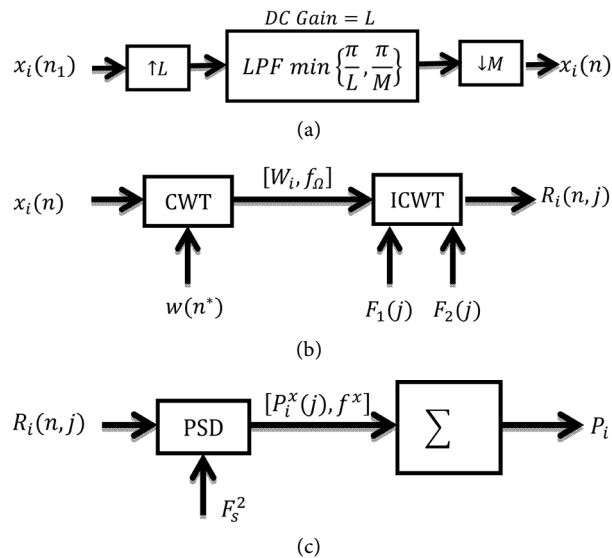 DC Gain = L
x_i(n_1) ↑L LPF min{π/L, π/M} ↓M x_i(n)
(a)
[W_i, f_Ω]
x_i(n) CWT ICWT R_i(n, j)
w(n*) F_1(j) F_2(j)
(b)
[P_i^x(j), f^x]
R_i(n, j) PSD ∑ P_i
F_s^2
(c)